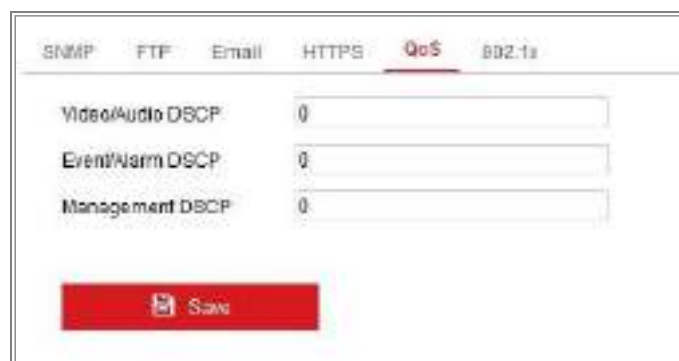 SNMP FTP Email HTTPS QoS 802.1x
Video/Audio DSCP 0
Event/Alarm DSCP 0
Management DSCP 0
Save